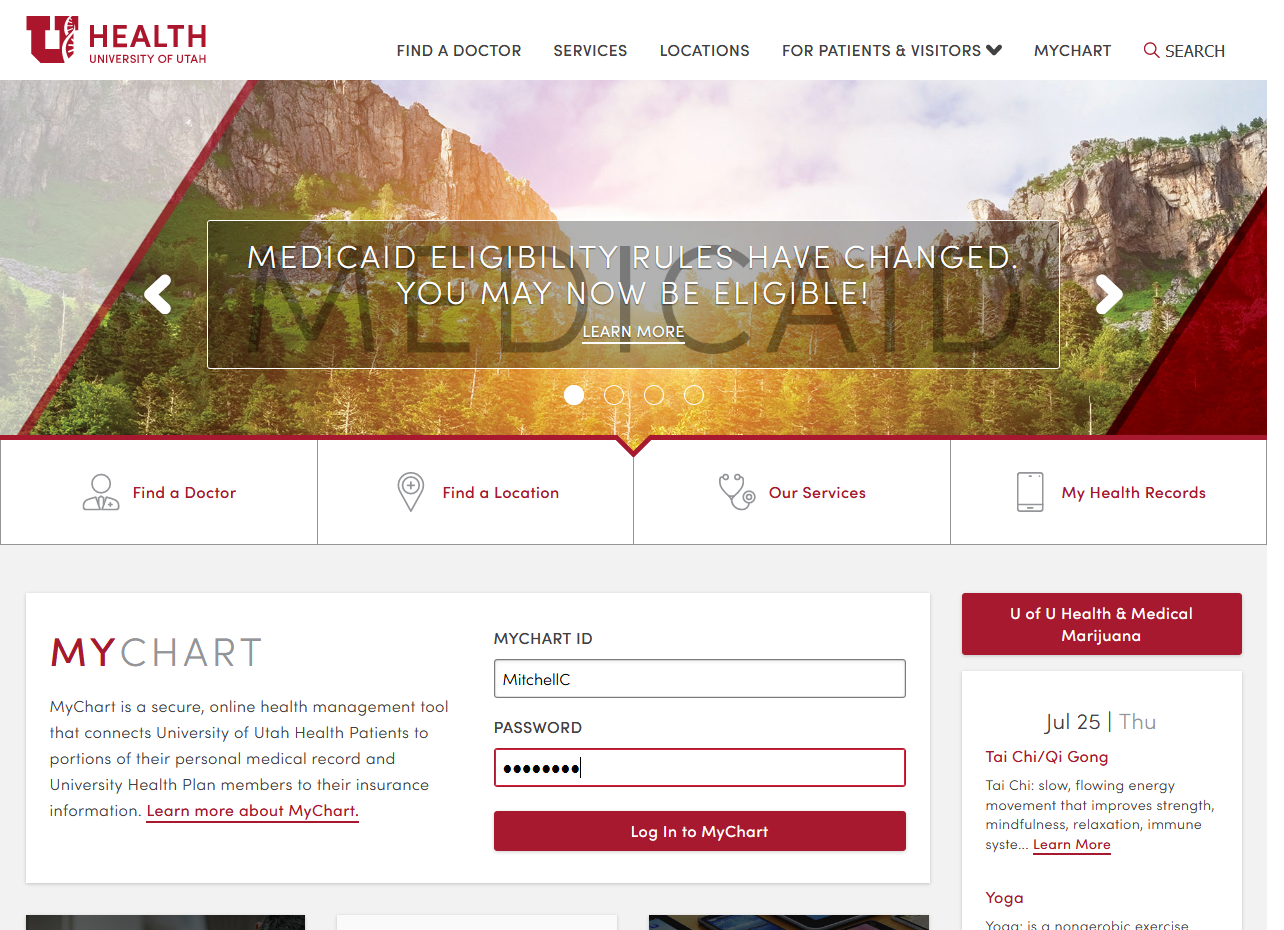 HEALTH
UNIVERSITY OF UTAH
FIND A DOCTOR
SERVICES
LOCATIONS
FOR PATIENTS & VISITORS
MYCHART
SEARCH
MEDICAID
MEDICAID ELIGIBILITY RULES HAVE CHANGED.
YOU MAY NOW BE ELIGIBLE!
LEARN MORE
Find a Doctor
Find a Location
Our Services
My Health Records
MYCHART
MyChart is a secure, online health management tool
that connects University of Utah Health Patients to
portions of their personal medical record and
University Health Plan members to their insurance
information. Learn more about MyChart.
MYCHART ID
MitchellC
PASSWORD
••••••••
Log In to MyChart
U of U Health & Medical
Marijuana
Jul 25 | Thu
Tai Chi/Qi Gong
Tai Chi: slow, flowing energy
movement that improves strength,
mindfulness, relaxation, immune
syste... Learn More
Yoga
Yoga: is a nonaerobic exercise